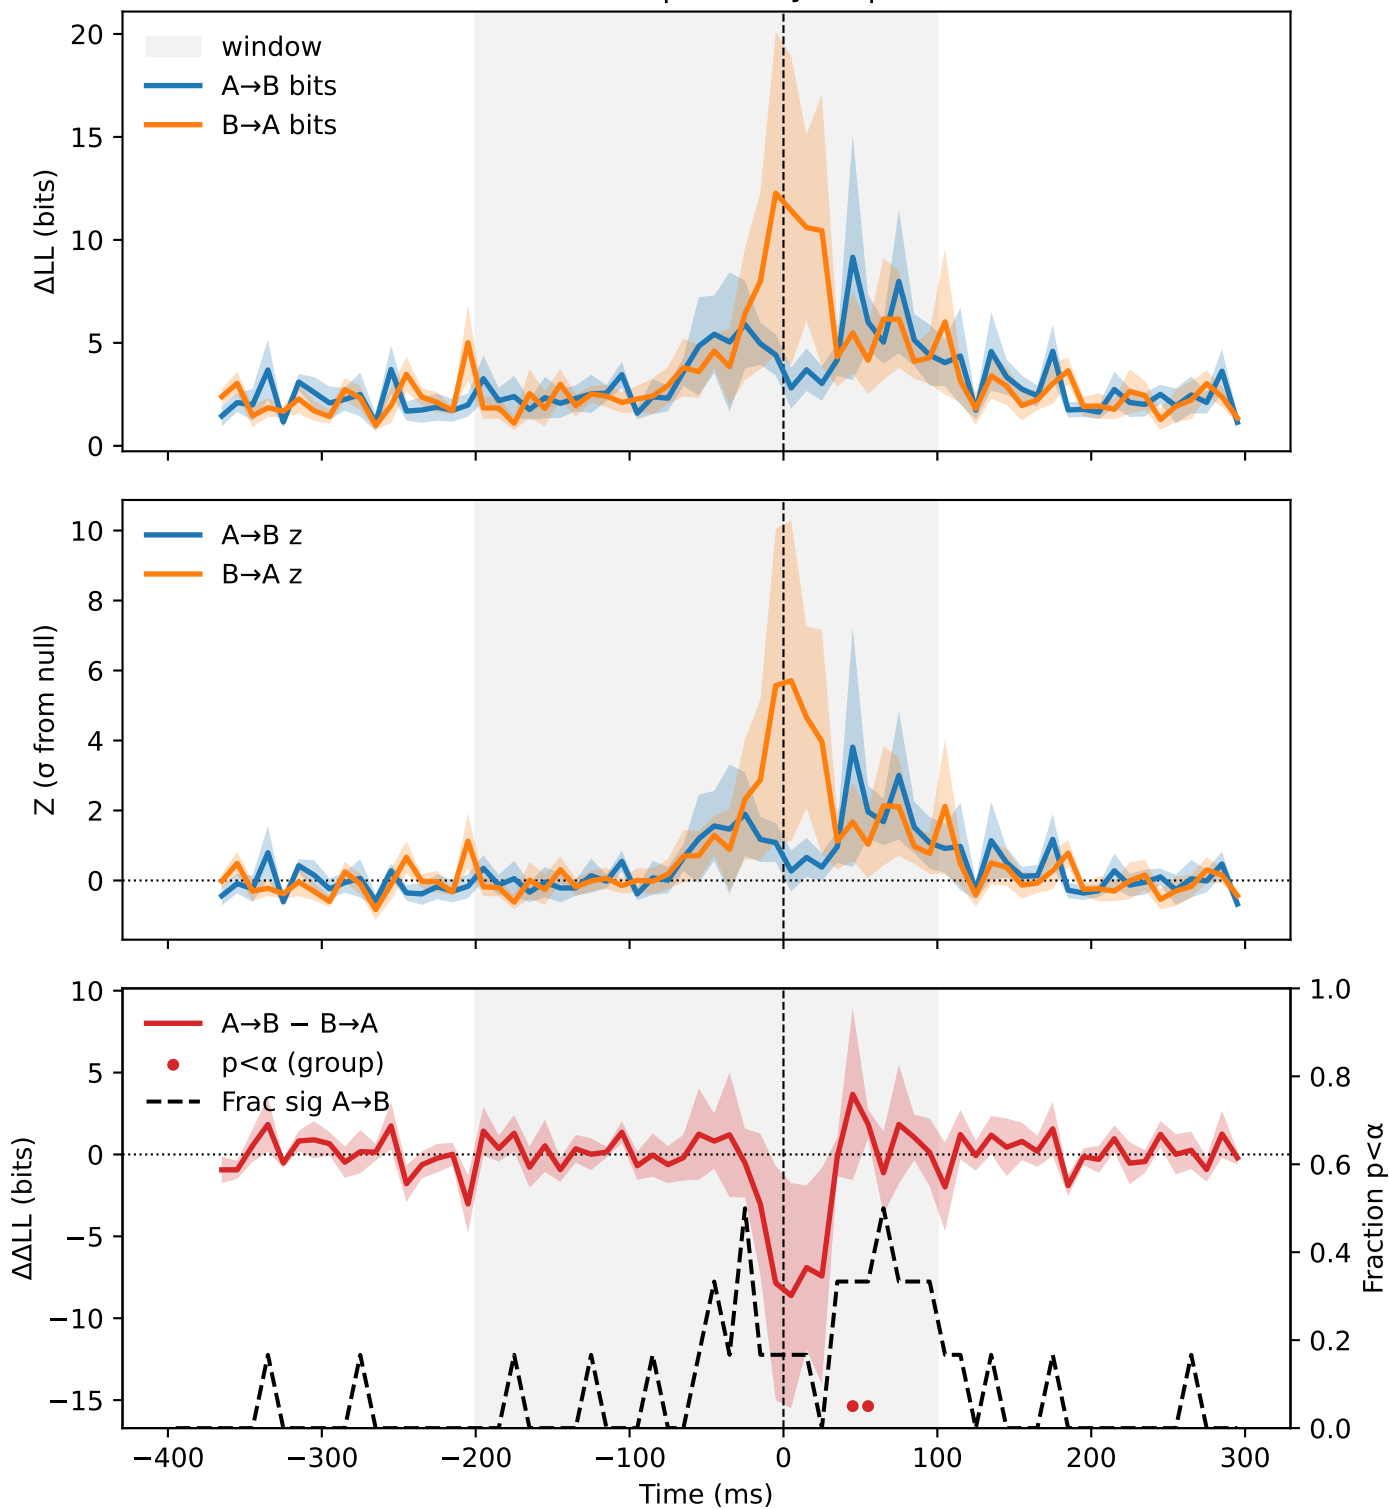 20
15
10
5
0
ΔLL (bits)
window
A→B bits
B→A bits
10
8
6
4
2
0
Z (σ from null)
A→B z
B→A z
10
5
0
−5
−10
−15
ΔΔLL (bits)
A→B − B→A
p<α (group)
Frac sig A→B
1.0
0.8
0.6
0.4
0.2
0.0
Fraction p<α
−400 −300 −200 −100 0 100 200 300
Time (ms)